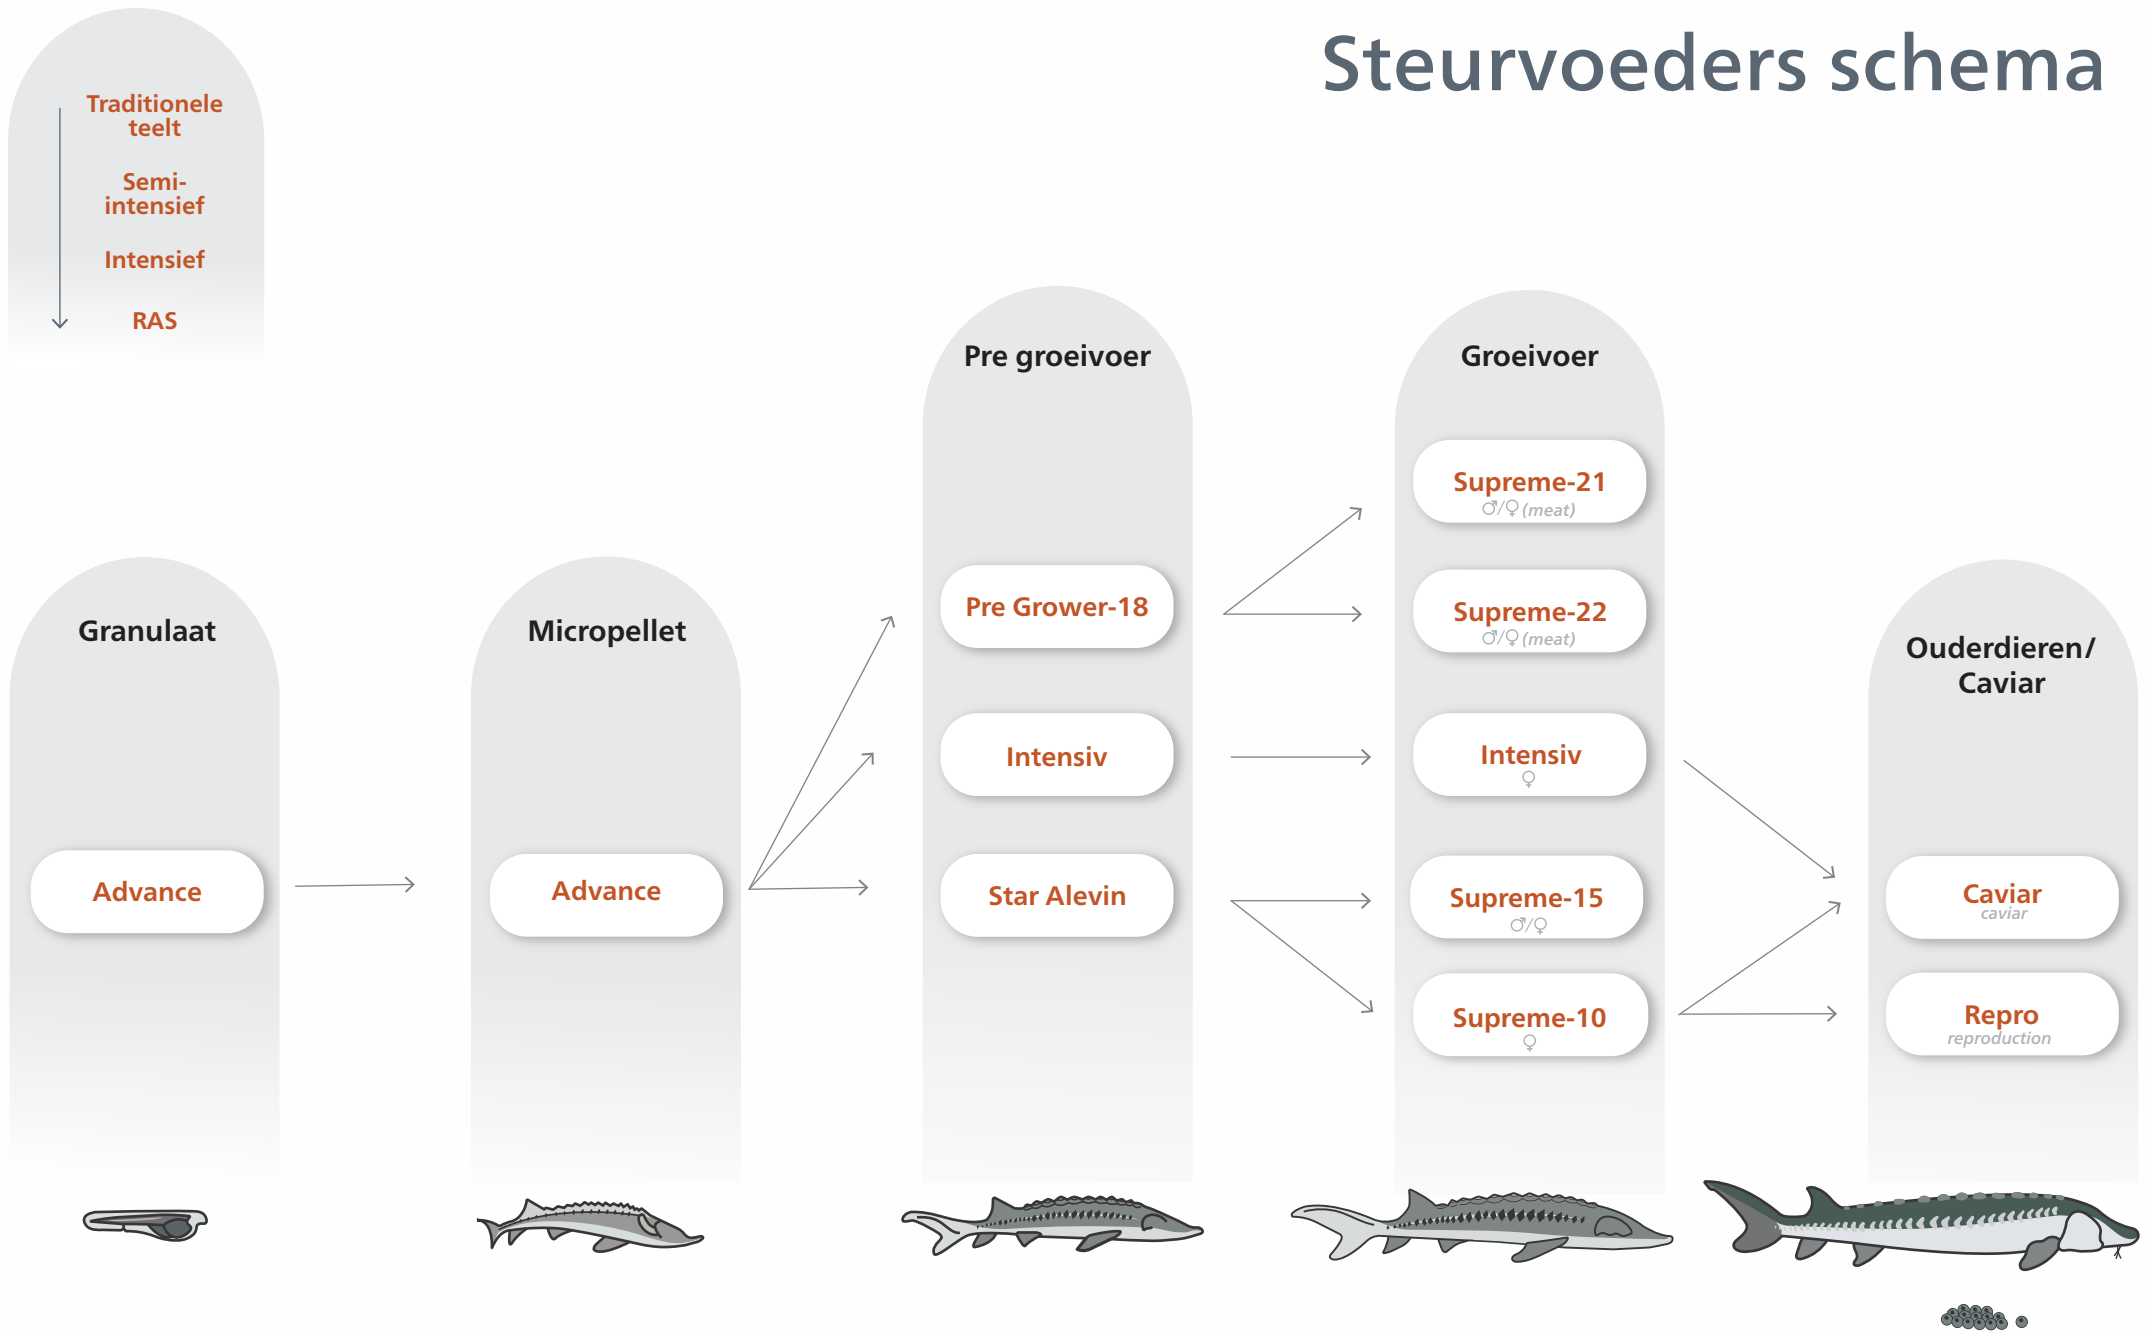 Steurvoeders schema
Traditionele
teelt
Semi-
intensief
Intensief
RAS
Granulaat
Advance
Micropellet
Advance
Pre groeivoer
Pre Grower-18
Intensiv
Star Alevin
Groeivoer
Supreme-21
♂/♀ (meat)
Supreme-22
♂/♀ (meat)
Intensiv
♀
Supreme-15
♂/♀
Supreme-10
♀
Ouderdieren/
Caviar
Caviar
caviar
Repro
reproduction